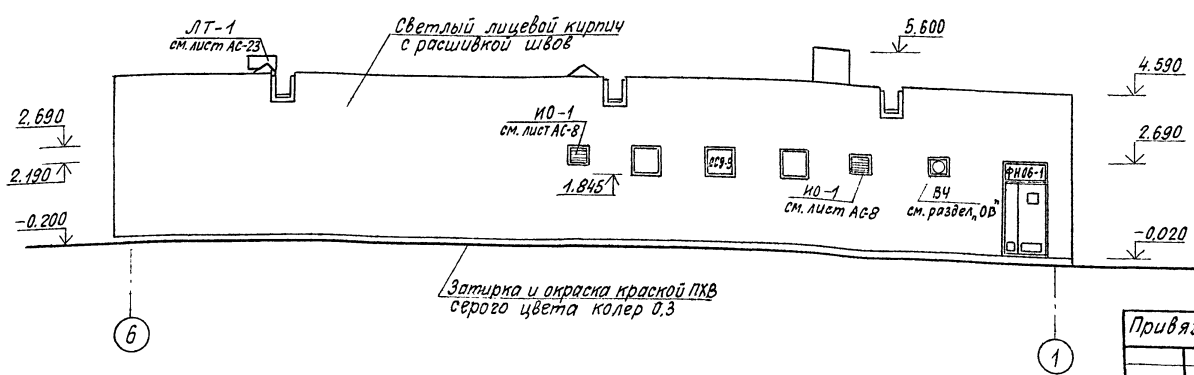 ЛТ-1
см. лист АС-23
Светлый лицевой кирпич
с расшивкой швов
5.600
4.590
2.690
2.190
ИО-1
см. лист АС-8
1.845
ИО-1
см. лист АС-8
В4
см. раздел „ОВ"
ФН06-1
2.690
-0.200
-0.020
Затирка и окраска краской ПХВ
серого цвета колер 0,3
6
1
Привяз